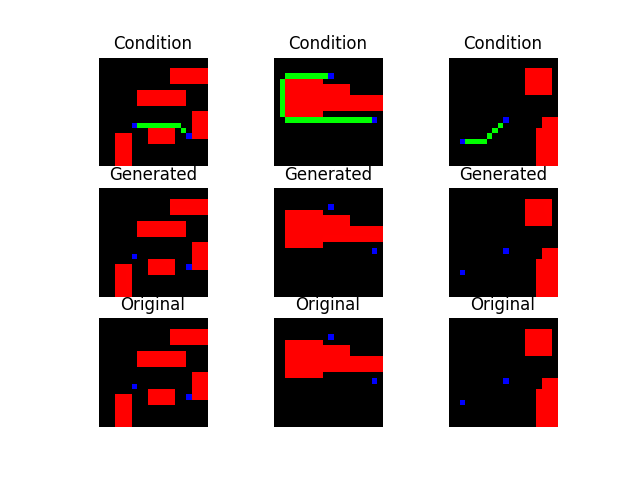 Condition Condition Condition
Generated Generated Generated
Original Original Original